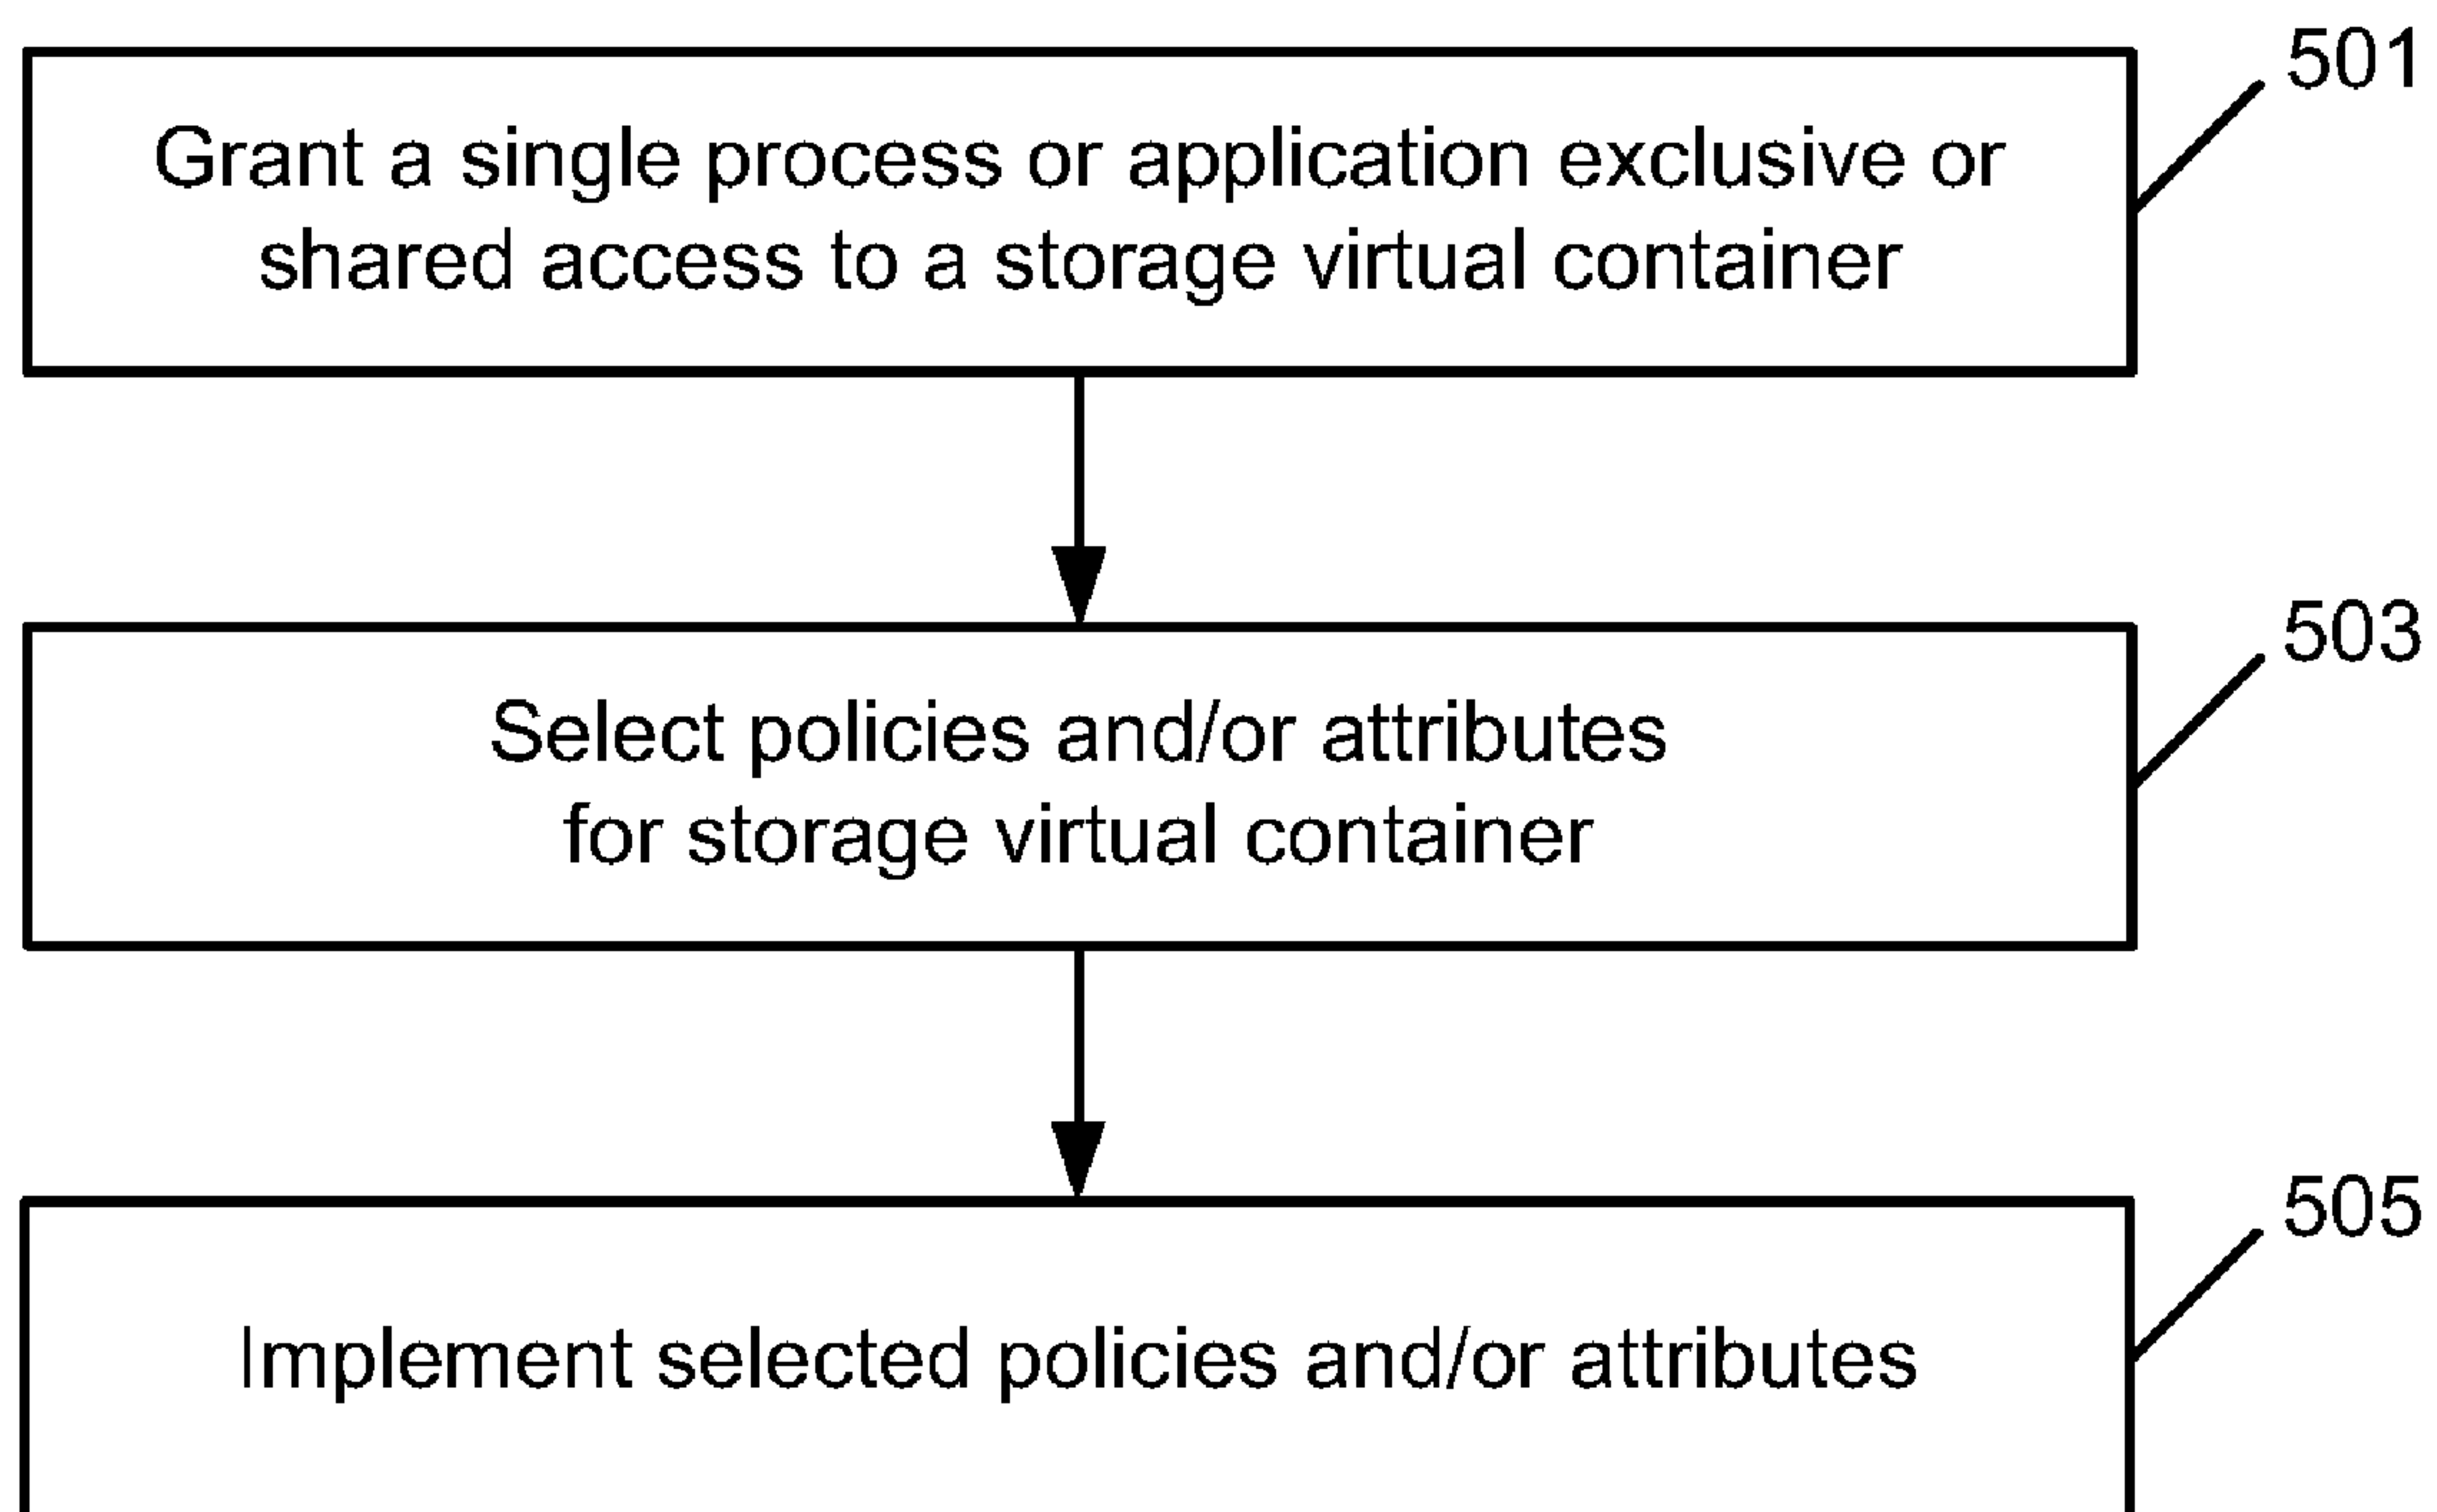 501
Grant a single process or application exclusive or
shared access to a storage virtual container
503
Select policies and/or attributes
for storage virtual container
505
Implement selected policies and/or attributes